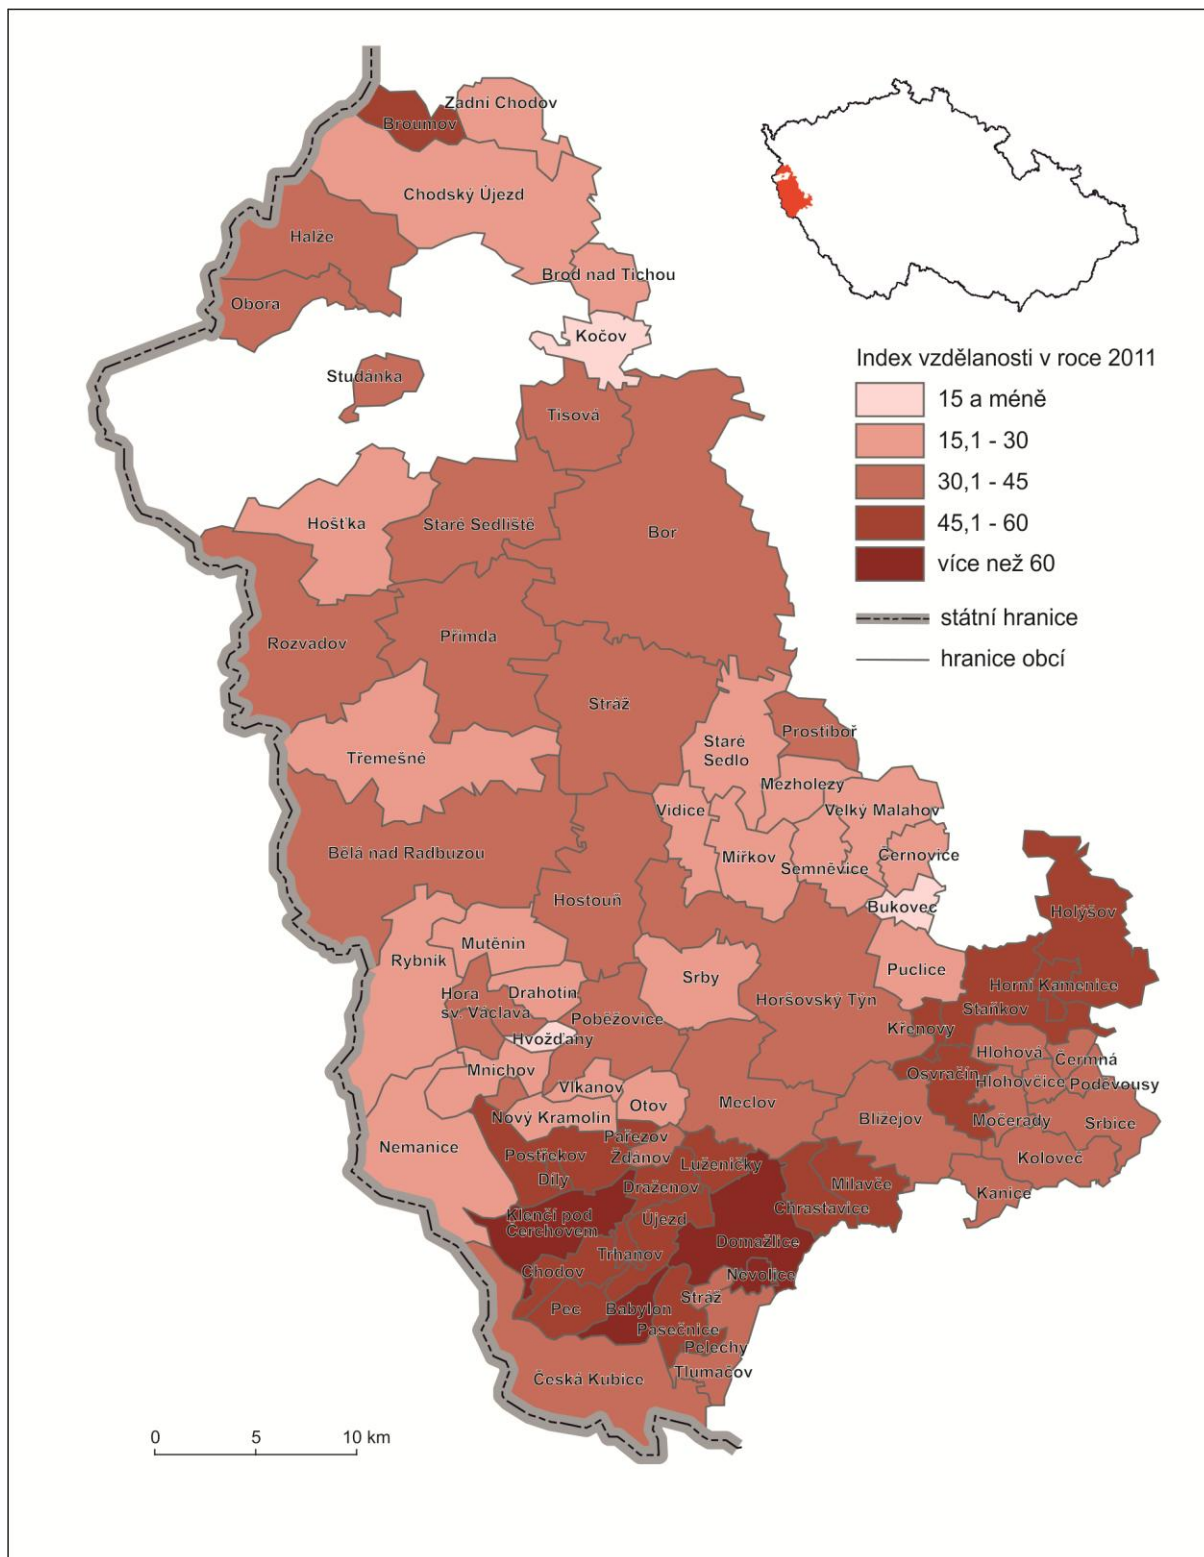 Zadní Chodov
Broumov
Chodský Újezd
Halže
Brod nad Tichou
Obora
Kočov
Index vzdělanosti v roce 2011
15 a méně
15,1 - 30
30,1 - 45
45,1 - 60
více než 60
státní hranice
hranice obcí
Studánka
Tisová
Hošťka
Staré Sedliště
Bor
Rozvadov
Přimda
Stráž
Prostiboř
Staré
Sedlo
Třemešné
Mezholezy
Vidice
Velký Malahov
Bělá nad Radbuzou
Mířkov
Černovice
Semněvice
Hostouň
Bukovec
Holýšov
Mutěnín
Rybník
Srby
Puclice
Drahotín
Hora
sv. Václava
Horšovský Týn
Horní Kamenice
Staňkov
Poběžovice
Křenovy
Hvožďany
Hlohová
Čermná
Mnichov
Osvračín
Hlohovčice
Poděvousy
Vlkanov
Otov
Meclov
Nový Kramolín
Blížejov
Močerady
Srbice
Nemanice
Pařezov
Postřekov
Ždánov
Luženičky
Koloveč
Díly
Draženov
Milavče
Kanice
Chrastavice
Klenčí pod
Čerchovem
Újezd
Domažlice
Trhanov
Chodov
Nevolice
Stráž
Pec
Babylon
Pasečnice
Pelechy
Tlumačov
Česká Kubice
0 5 10 km